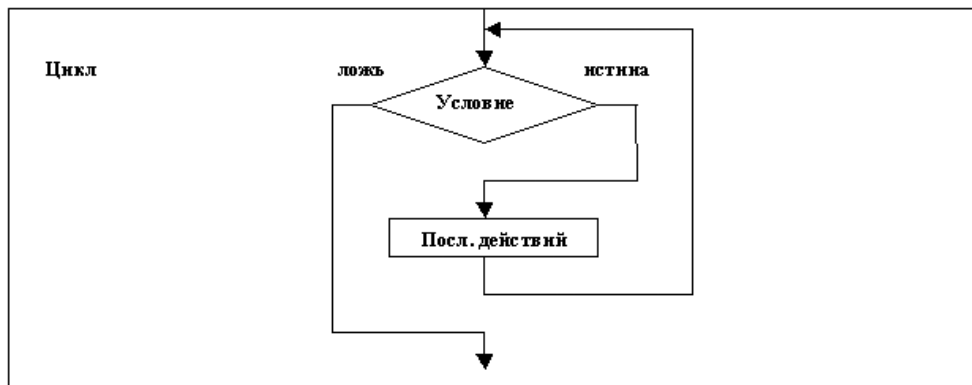 Цикл ложь истина
Условие
Посл. действий